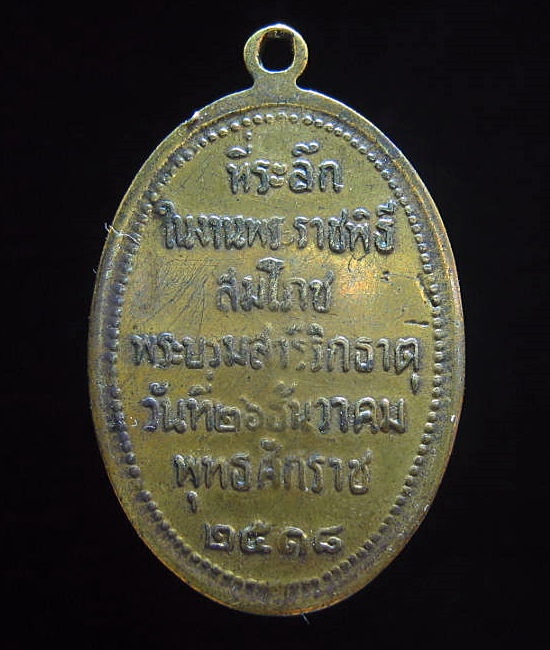 ที่ระลึก
ในงานพระราชพิธี
สมโภช
พระบรมสารีริกธาตุ
วันที่๒๖ธันวาคม
พุทธศักราช
๒๕๑๘